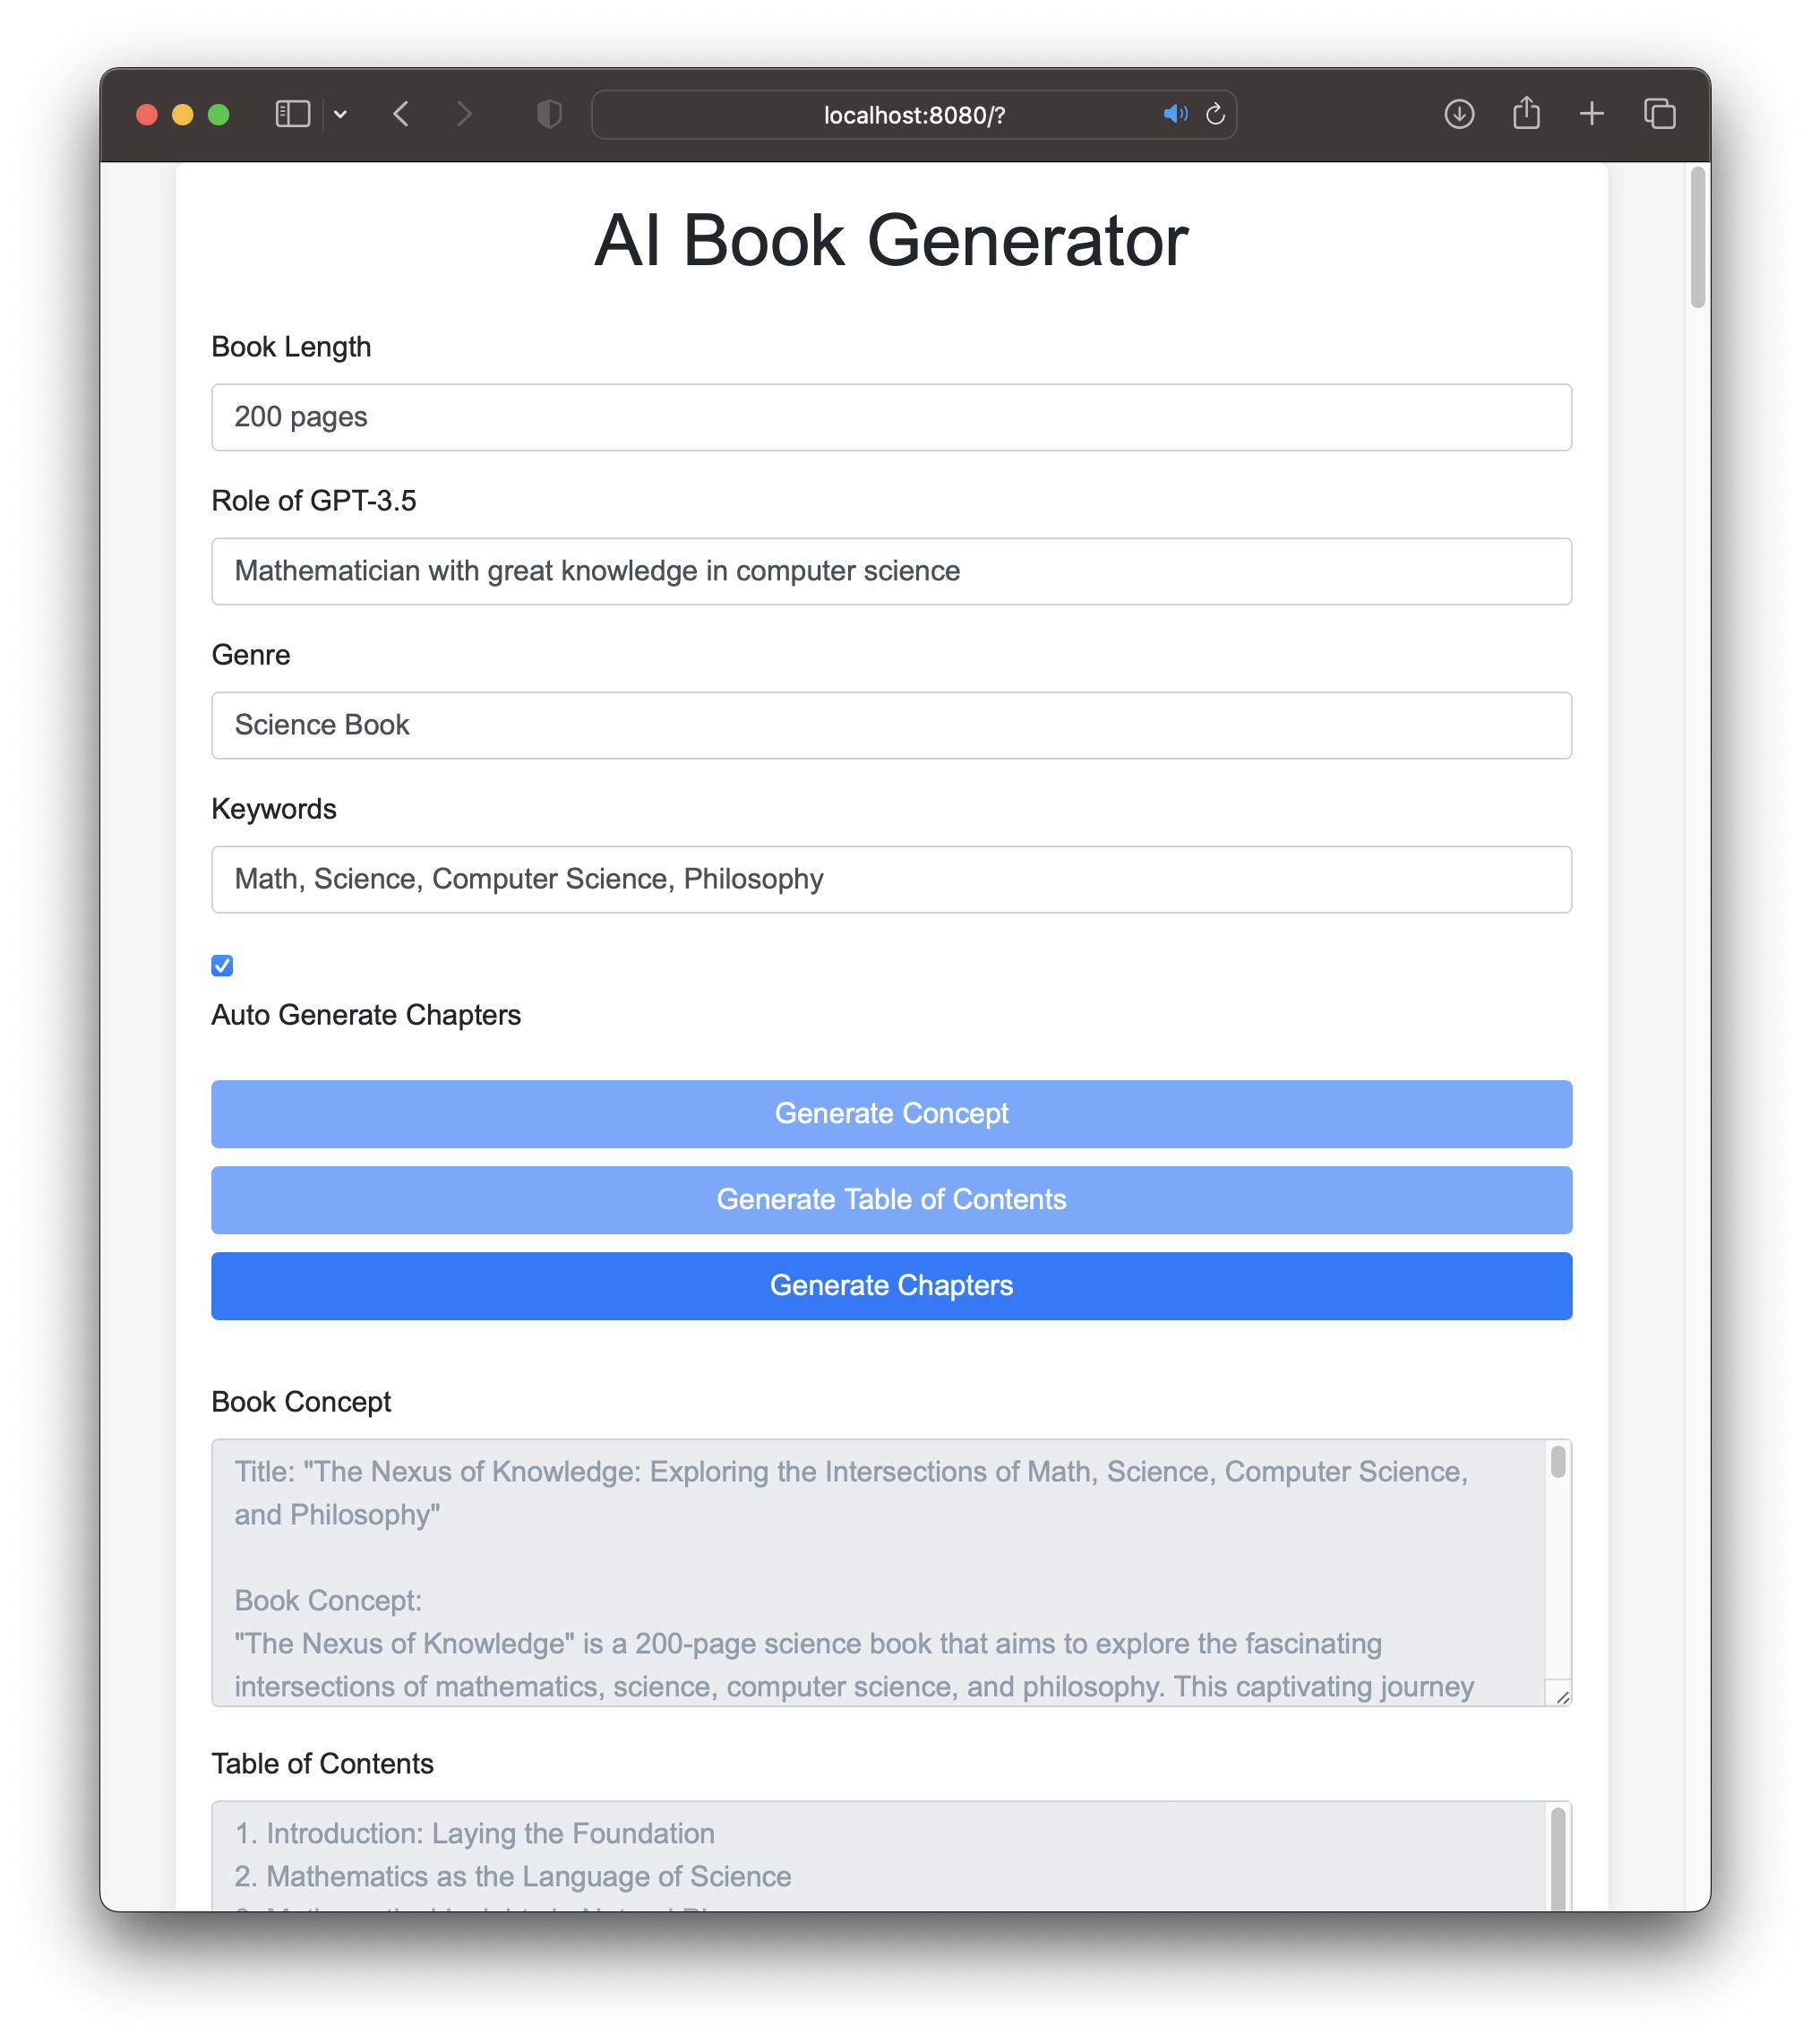 localhost:8080/?
AI Book Generator
Book Length
200 pages
Role of GPT-3.5
Mathematician with great knowledge in computer science
Genre
Science Book
Keywords
Math, Science, Computer Science, Philosophy
Auto Generate Chapters
Generate Concept
Generate Table of Contents
Generate Chapters
Book Concept
Title: "The Nexus of Knowledge: Exploring the Intersections of Math, Science, Computer Science,
and Philosophy"
Book Concept:
"The Nexus of Knowledge" is a 200-page science book that aims to explore the fascinating
intersections of mathematics, science, computer science, and philosophy. This captivating journey
Table of Contents
1. Introduction: Laying the Foundation
2. Mathematics as the Language of Science